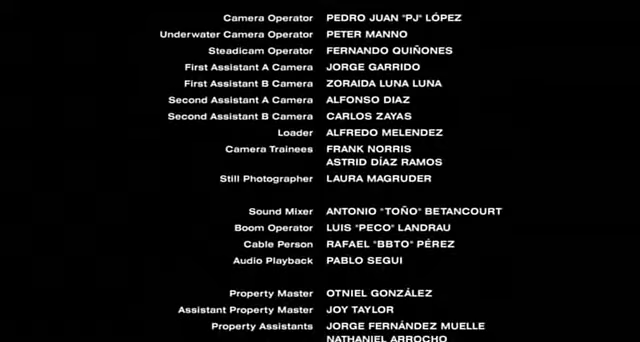 Camera Operator PEDRO JUAN "PJ" LÓPEZ
Underwater Camera Operator PETER MANNO
Steadicam Operator FERNANDO QUIÑONES
First Assistant A Camera JORGE GARRIDO
First Assistant B Camera ZORAIDA LUNA LUNA
Second Assistant A Camera ALFONSO DIAZ
Second Assistant B Camera CARLOS ZAYAS
Loader ALFREDO MELENDEZ
Camera Trainees FRANK NORRIS
ASTRID DÍAZ RAMOS
Still Photographer LAURA MAGRUDER
Sound Mixer ANTONIO "TOÑO" BETANCOURT
Boom Operator LUIS "PECO" LANDRAU
Cable Person RAFAEL "BBTO" PÉREZ
Audio Playback PABLO SEGUI
Property Master OTNIEL GONZÁLEZ
Assistant Property Master JOY TAYLOR
Property Assistants JORGE FERNÁNDEZ MUELLE
NATHANIEL ARROCHO